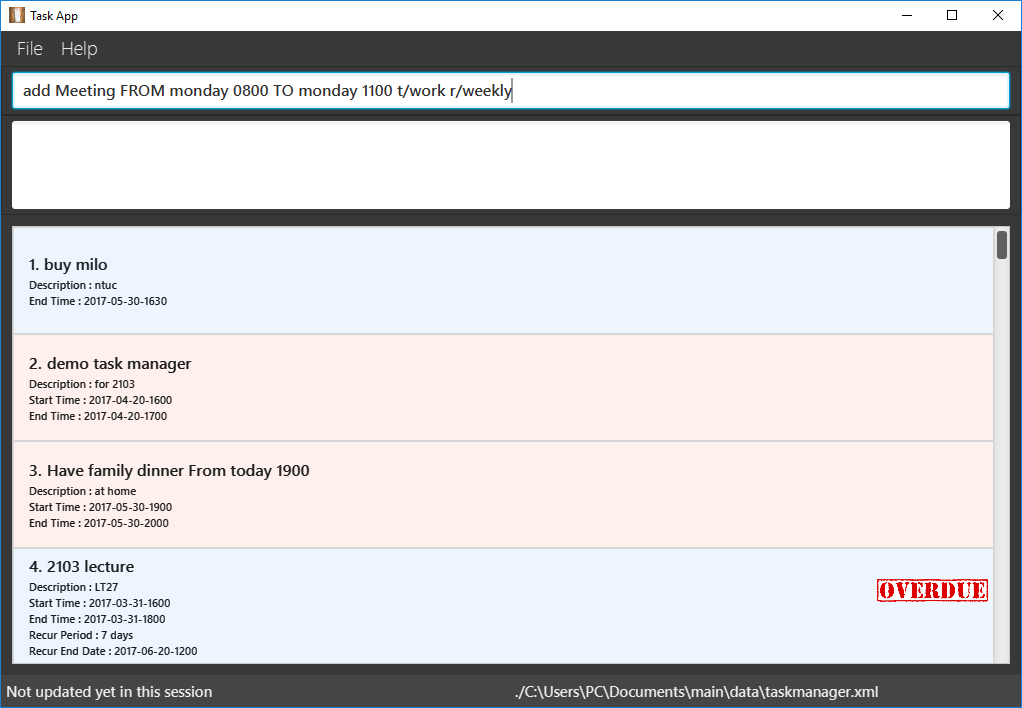 Task App
File Help
add Meeting FROM monday 0800 TO monday 1100 t/work r/weekly
1. buy milo
Description : ntuc
End Time : 2017-05-30-1630
2. demo task manager
Description : for 2103
Start Time : 2017-04-20-1600
End Time : 2017-04-20-1700
3. Have family dinner From today 1900
Description : at home
Start Time : 2017-05-30-1900
End Time : 2017-05-30-2000
4. 2103 lecture
Description : LT27
Start Time : 2017-03-31-1600
End Time : 2017-03-31-1800
Recur Period : 7 days
Recur End Date : 2017-06-20-1200
OVERDUE
Not updated yet in this session
./C:\Users\PC\Documents\main\data\taskmanager.xml